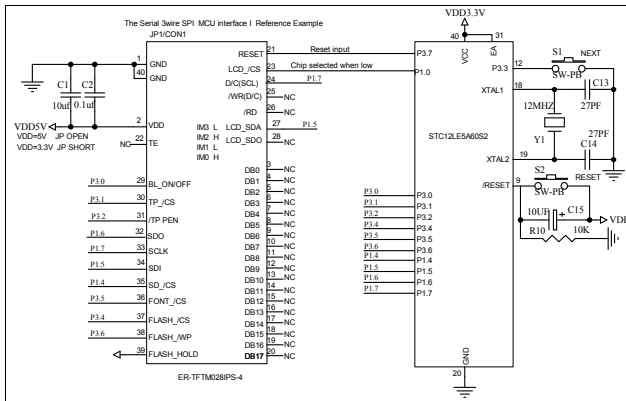 The Serial 3wire SPI MCU interface I Reference Example
JP1/CON1
VDD3.3V
1 GND
40 GND
C1 C2
10uf 0.1uf
VDD5V
VDD=5V JP OPEN
VDD=3.3V JP SHORT
2 VDD
NC 22 TE
IM3 L
IM2 H
IM1 L
IM0 H
RESET 21 Reset input
LCD_/CS 23 Chip selected when low
D/C(SCL) 24 P1.7
/WR(D/C) 25 NC
/RD 26 NC
LCD_SDA 27 P1.5
LCD_SDO 28 NC
DB0 3 NC
DB1 4 NC
DB2 5 NC
DB3 6 NC
DB4 7 NC
DB5 8 NC
DB6 9 NC
DB7 10 NC
DB8 11 NC
DB9 12 NC
DB10 13 NC
DB11 14 NC
DB12 15 NC
DB13 16 NC
DB14 17 NC
DB15 18 NC
DB16 19 NC
DB17 20 NC
P3.0 29 BL_ON/OFF
P3.1 30 TP_/CS
P3.2 31 /TP PEN
P1.6 32 SDO
P1.7 33 SCLK
P1.5 34 SDI
P1.4 35 SD_/CS
P3.5 36 FONT_/CS
P3.4 37 FLASH_/CS
P3.6 38 FLASH_/WP
39 FLASH_HOLD
ER-TFTM028IPS-4
40 VCC
31 EA
P3.7
P1.0
STC12LE5A60S2
P3.0 P3.0
P3.1 P3.1
P3.2 P3.2
P3.4 P3.4
P3.5 P3.5
P3.6 P3.6
P1.4 P1.4
P1.5 P1.5
P1.6 P1.6
P1.7 P1.7
GND
20
P3.3 12 S1 NEXT
SW-PB
XTAL1 18 C13
27PF
12MHZ
Y1
27PF
XTAL2 19 C14
RESET
/RESET 9 S2
SW-PB
10UF + C15
R10 10K